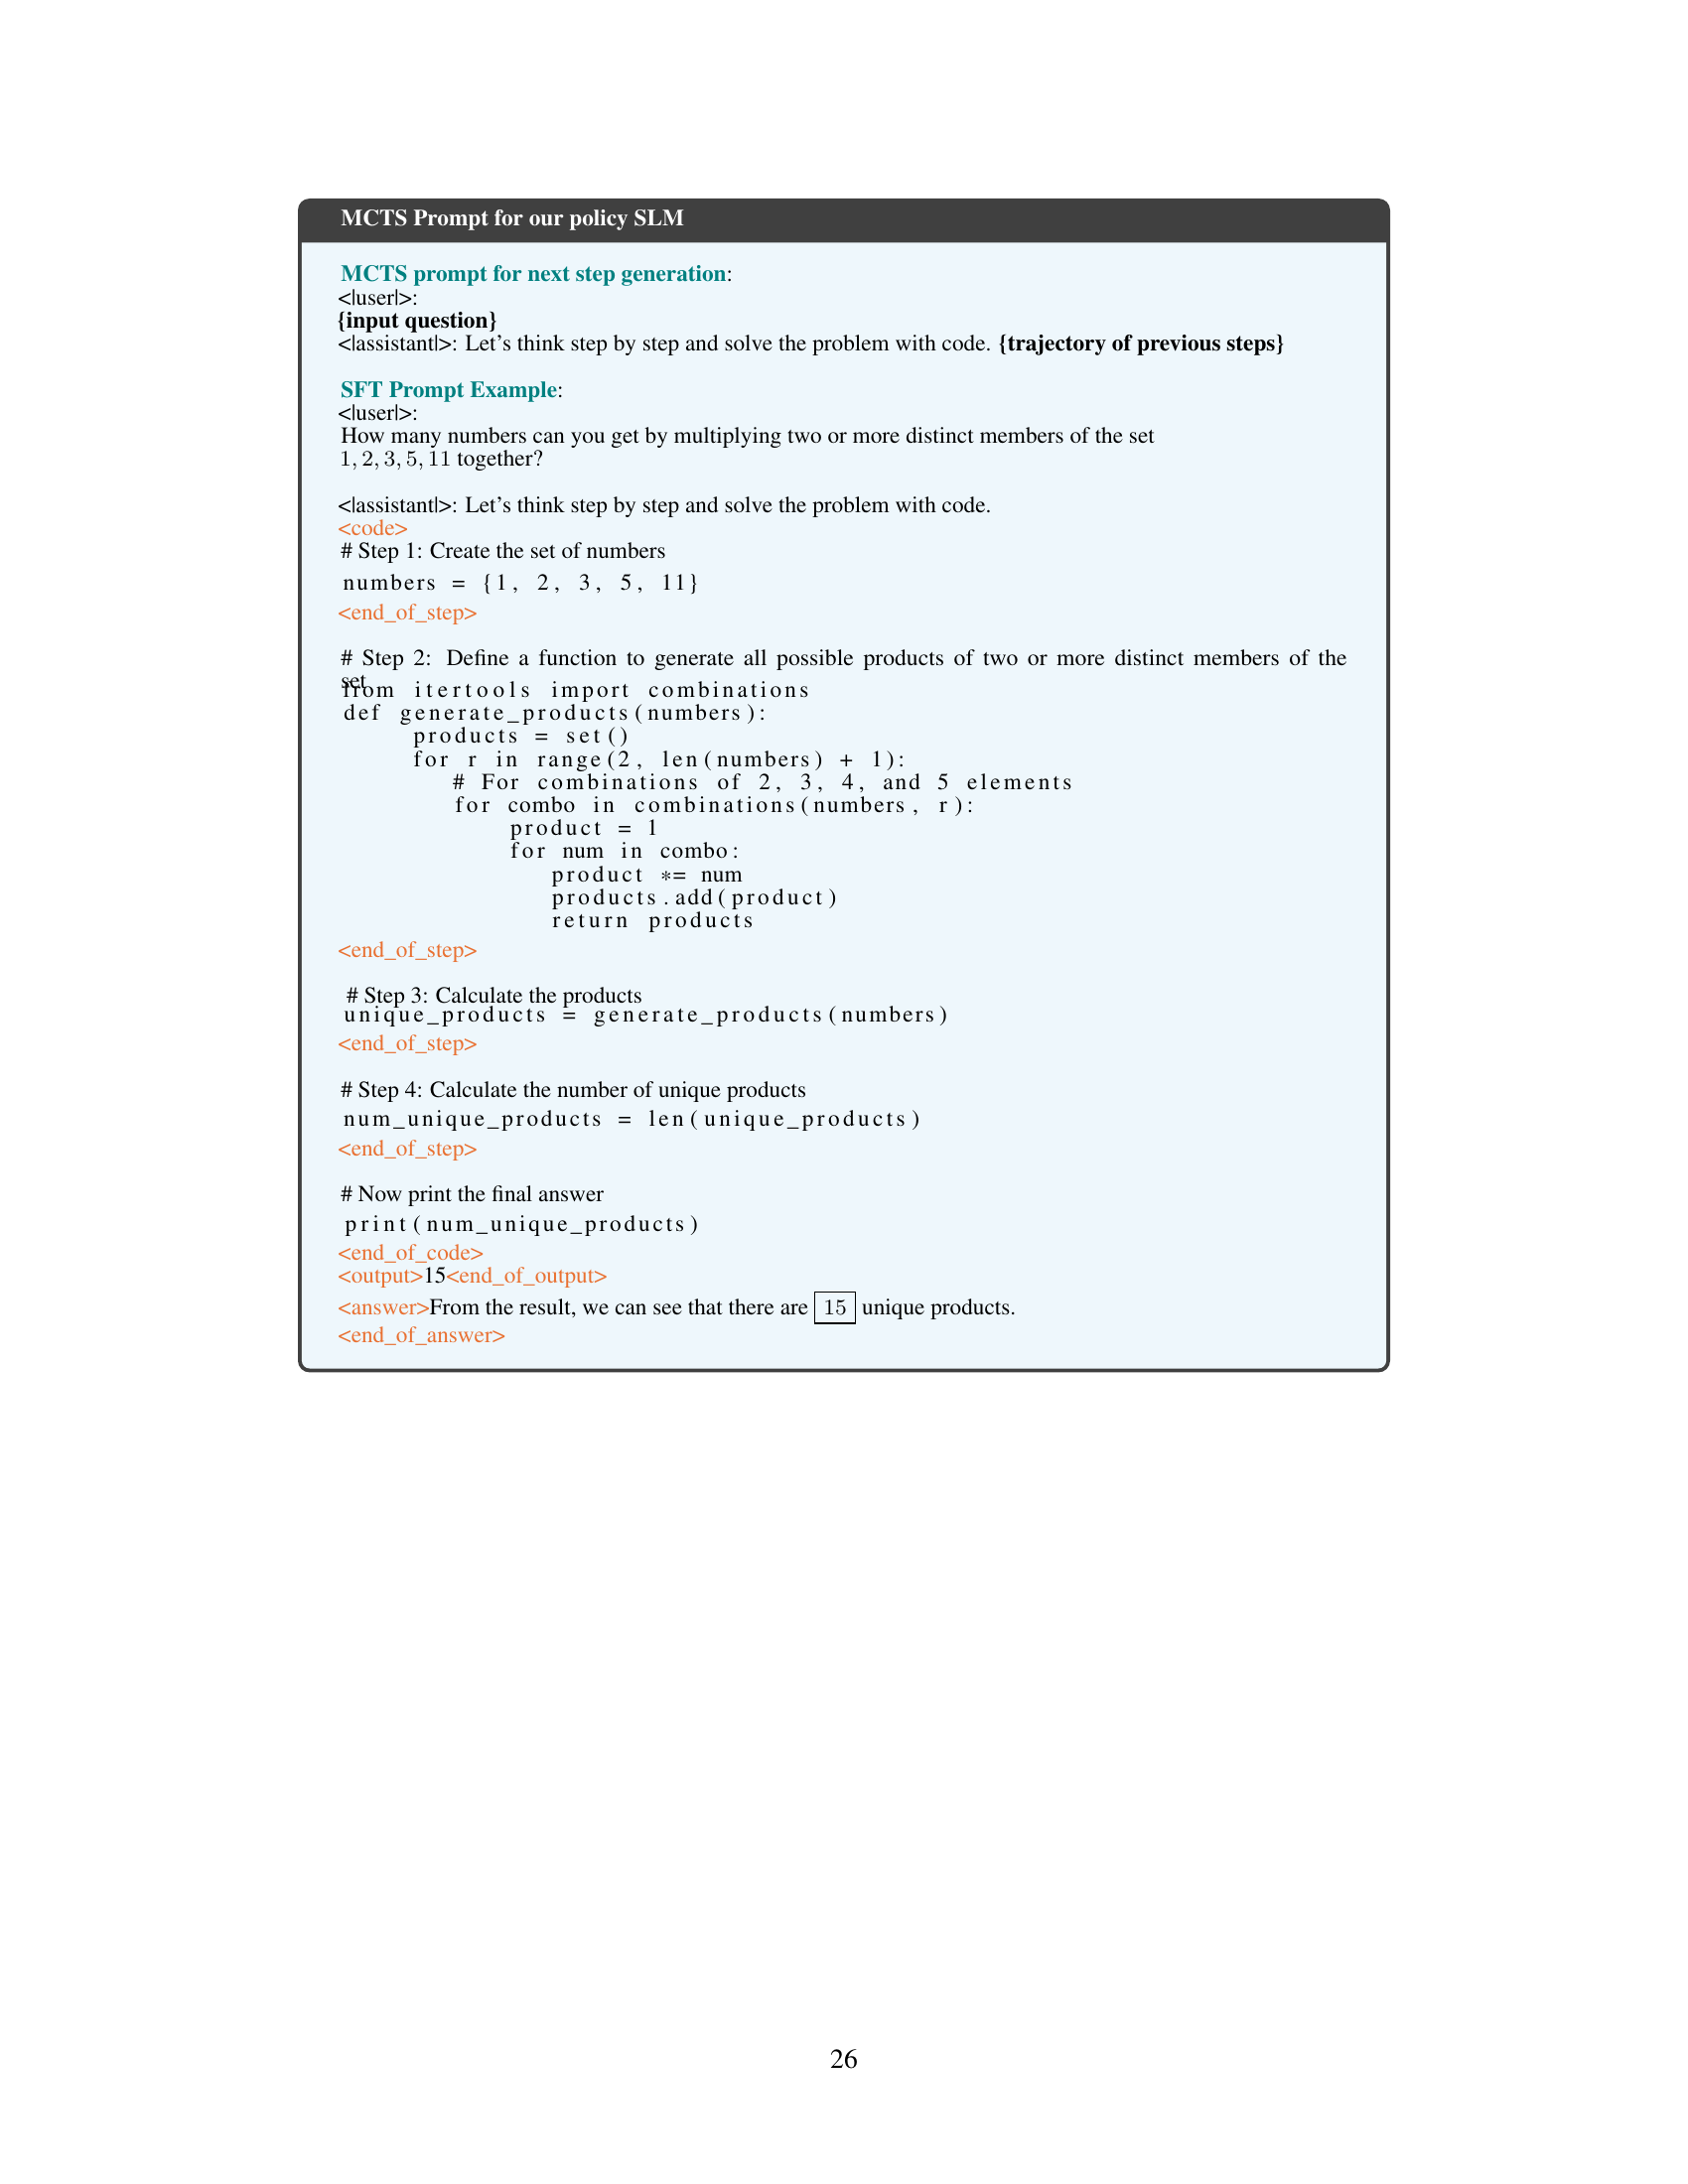 MCTS Prompt for our policy SLM
MCTS prompt for next step generation:
<|user|>:
{input question}
<|assistant|>: Let's think step by step and solve the problem with code. {trajectory of previous steps}
SFT Prompt Example:
<|user|>:
How many numbers can you get by multiplying two or more distinct members of the set
1, 2, 3, 5, 11 together?
<|assistant|>: Let's think step by step and solve the problem with code.
<code>
# Step 1: Create the set of numbers
numbers = {1, 2, 3, 5, 11}
<end_of_step>
# Step 2: Define a function to generate all possible products of two or more distinct members of the
set
from itertools import combinations
def generate_products(numbers):
products = set()
for r in range(2, len(numbers) + 1):
# For combinations of 2, 3, 4, and 5 elements
for combo in combinations(numbers, r):
product = 1
for num in combo:
product *= num
products.add(product)
return products
<end_of_step>
# Step 3: Calculate the products
unique_products = generate_products(numbers)
<end_of_step>
# Step 4: Calculate the number of unique products
num_unique_products = len(unique_products)
<end_of_step>
# Now print the final answer
print(num_unique_products)
<end_of_code>
<output>15<end_of_output>
<answer>From the result, we can see that there are 15 unique products.
<end_of_answer>
26